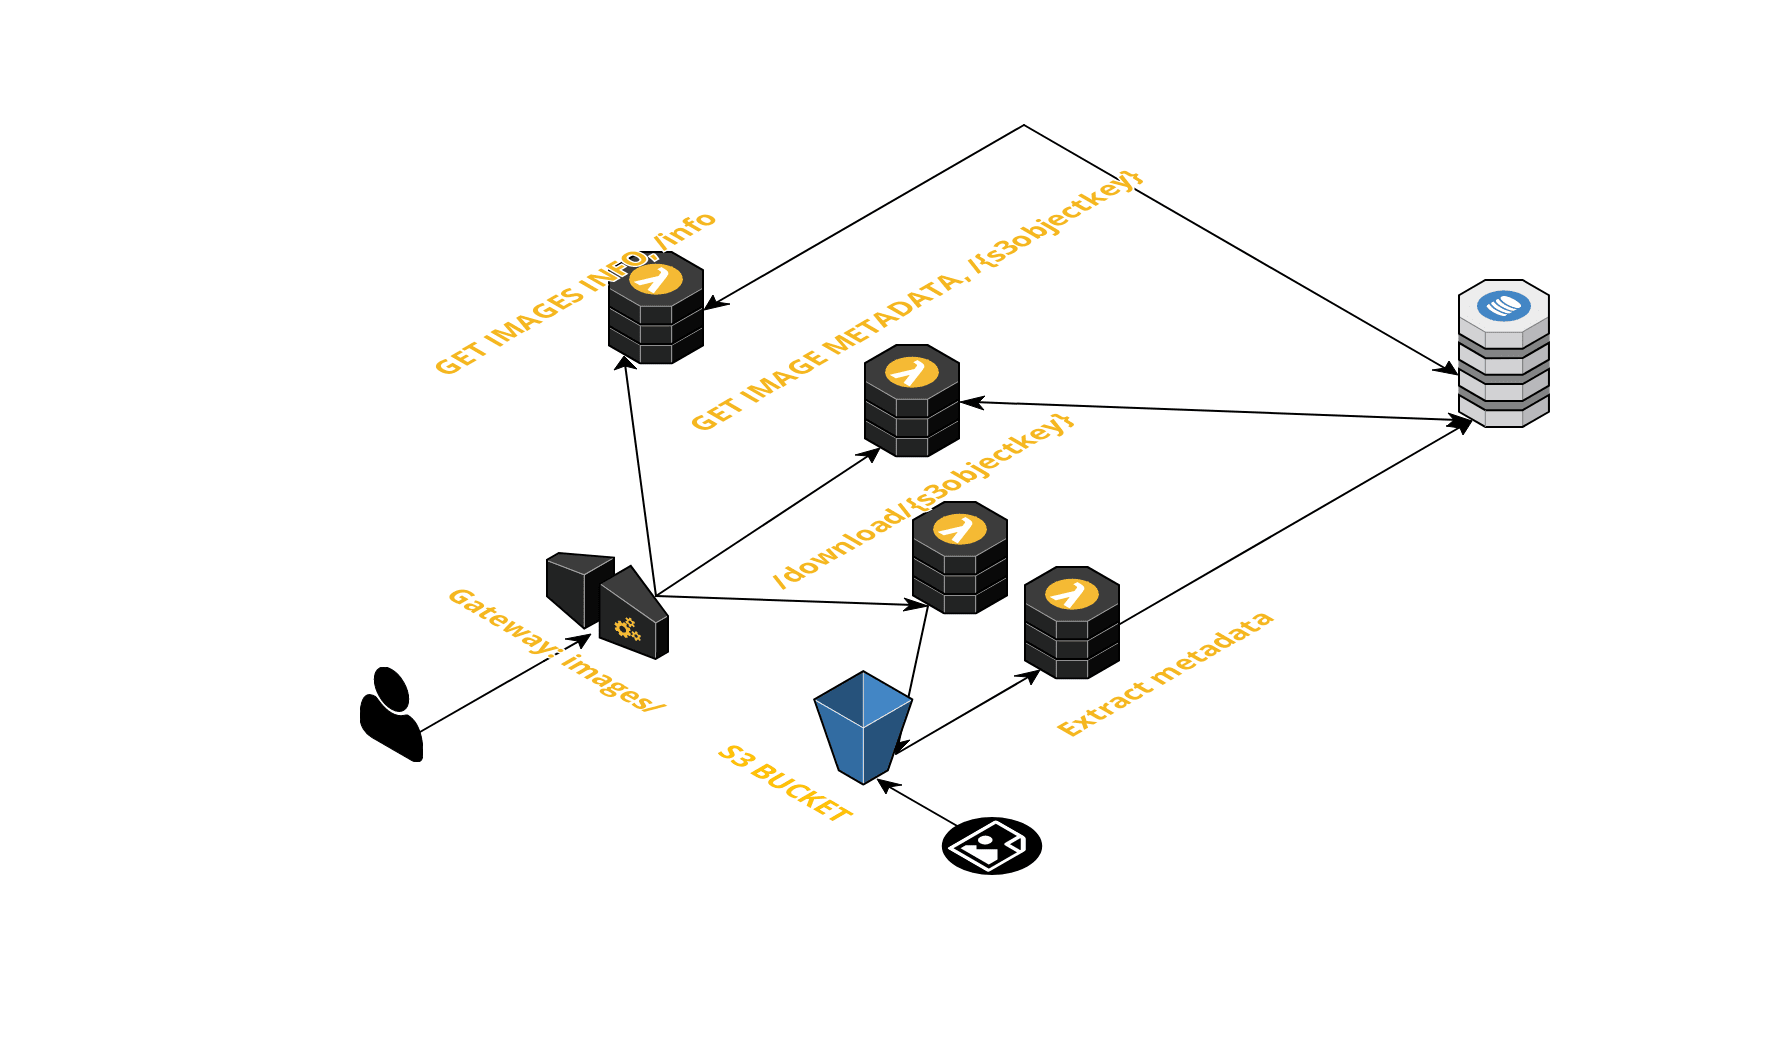 GET IMAGES INFO, /info
GET IMAGE METADATA, /{s3objectkey}
/download/{s3objectkey}
Gateway: images/
Extract metadata
S3 BUCKET